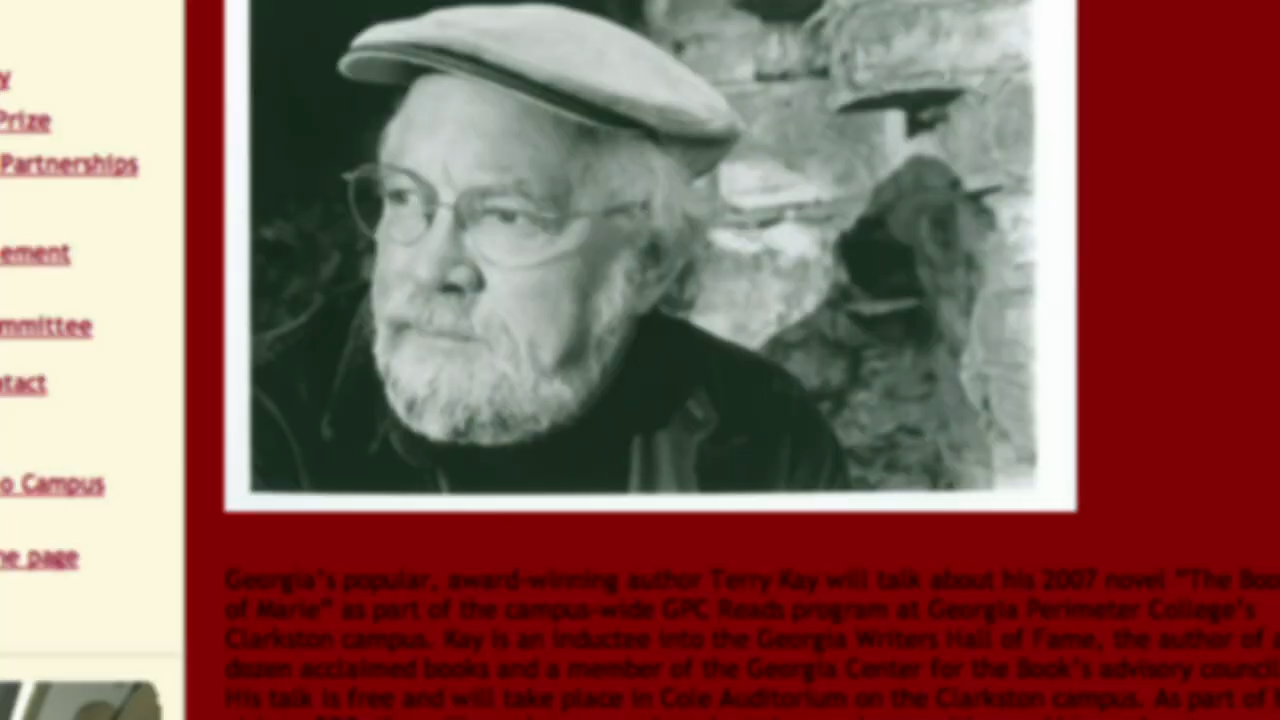 y
Prize
Partnerships
ement
mmittee
tact
o Campus
ne page
Georgia's popular, award-winning author Terry Kay will talk about his 2007 novel "The Boo
of Marie" as part of the campus-wide GPC Reads program at Georgia Perimeter College's
Clarkston campus. Kay is an inductee into the Georgia Writers Hall of Fame, the author of
dozen acclaimed books and a member of the Georgia Center for the Book's advisory council
His talk is free and will take place in Cole Auditorium on the Clarkston campus. As part of